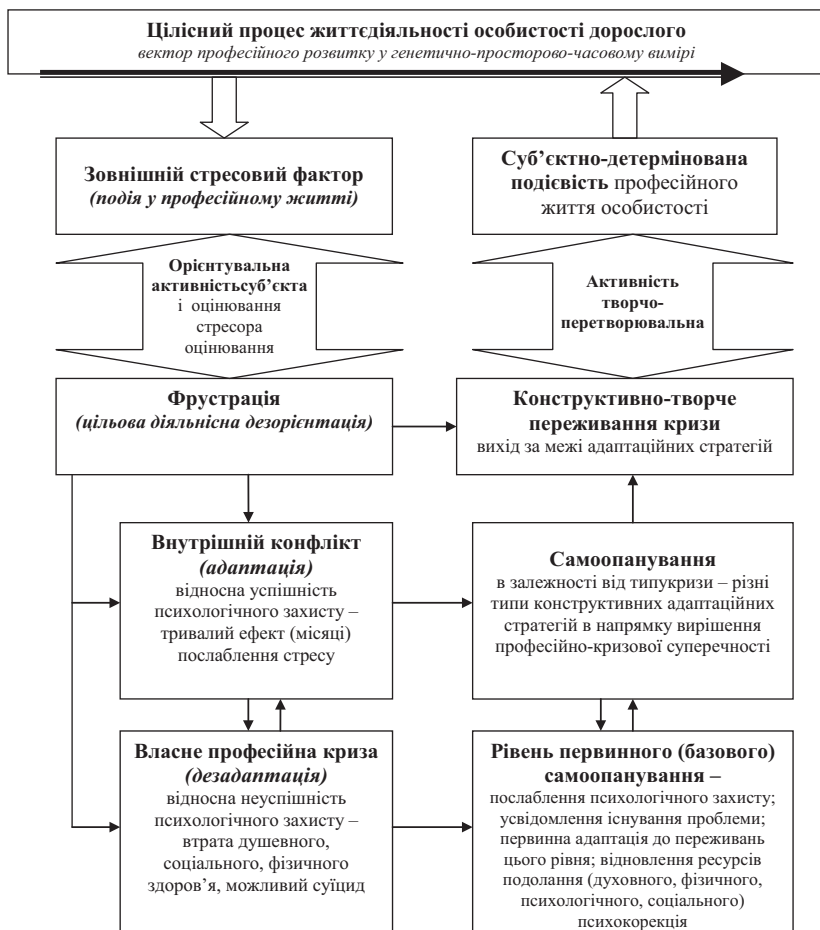 Цілісний процес життєдіяльності особистості дорослого
вектор професійного розвитку у генетично-просторово-часовому вимірі
Зовнішній стресовий фактор
(подія у професійному житті)
Суб’єктно-детермінована
подієвість професійного
життя особистості
Орієнтувальна
активністьсуб’єкта
і оцінювання
стресора
оцінювання
Активність
творчо-
перетворювальна
Фрустрація
(цільова діяльнісна дезорієнтація)
Конструктивно-творче
переживання кризи
вихід за межі адаптаційних стратегій
Внутрішній конфлікт
(адаптація)
відносна успішність
психологічного захисту –
тривалий ефект (місяці)
послаблення стресу
Самоопанування
в залежності від типукризи – різні
типи конструктивних адаптаційних
стратегій в напрямку вирішення
професійно-кризової суперечності
Власне професійна криза
(дезадаптація)
відносна неуспішність
психологічного захисту –
втрата душевного,
соціального, фізичного
здоров’я, можливий суїцид
Рівень первинного (базового)
самоопанування –
послаблення психологічного захисту;
усвідомлення існування проблеми;
первинна адаптація до переживань
цього рівня; відновлення ресурсів
подолання (духовного, фізичного,
психологічного, соціального)
психокорекція